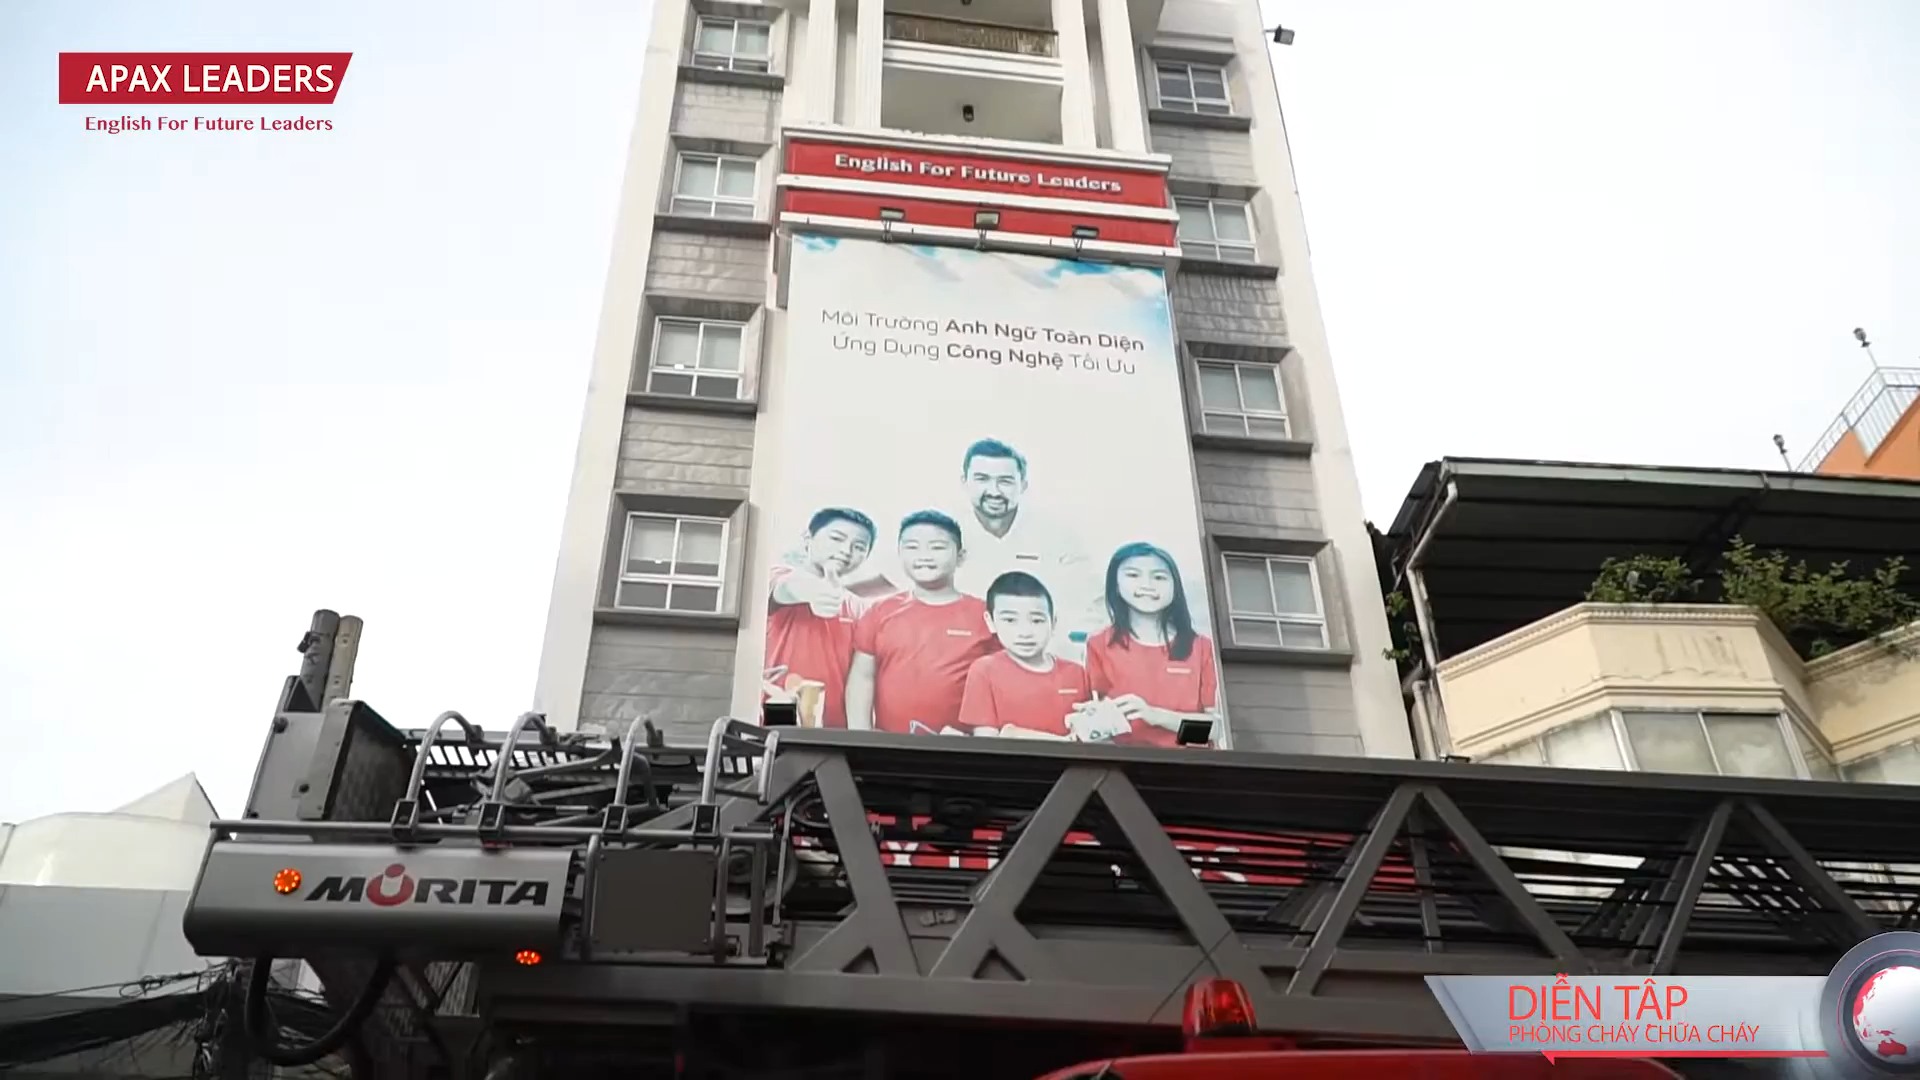 APAX LEADERS
English For Future Leaders
English For Future Leaders
Môi Trường Anh Ngữ Toàn Diện
Ứng Dụng Công Nghệ Tối Ưu
MORITA
DIỄN TẬP
PHÒNG CHÁY CHỮA CHÁY